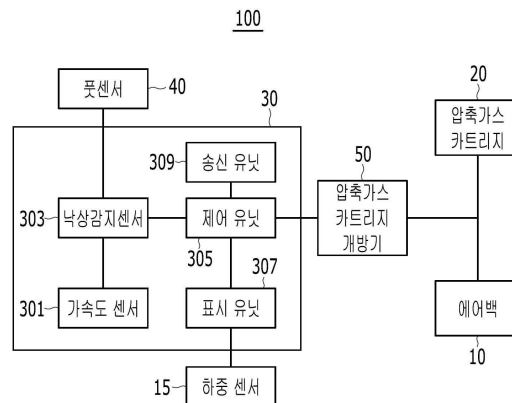 100
풋센서
40
30
20
압축가스
카트리지
309
송신 유닛
50
압축가스
카트리지
개방기
303
낙상감지센서
제어 유닛
305
307
301
가속도 센서
표시 유닛
에어백
10
15
하중 센서